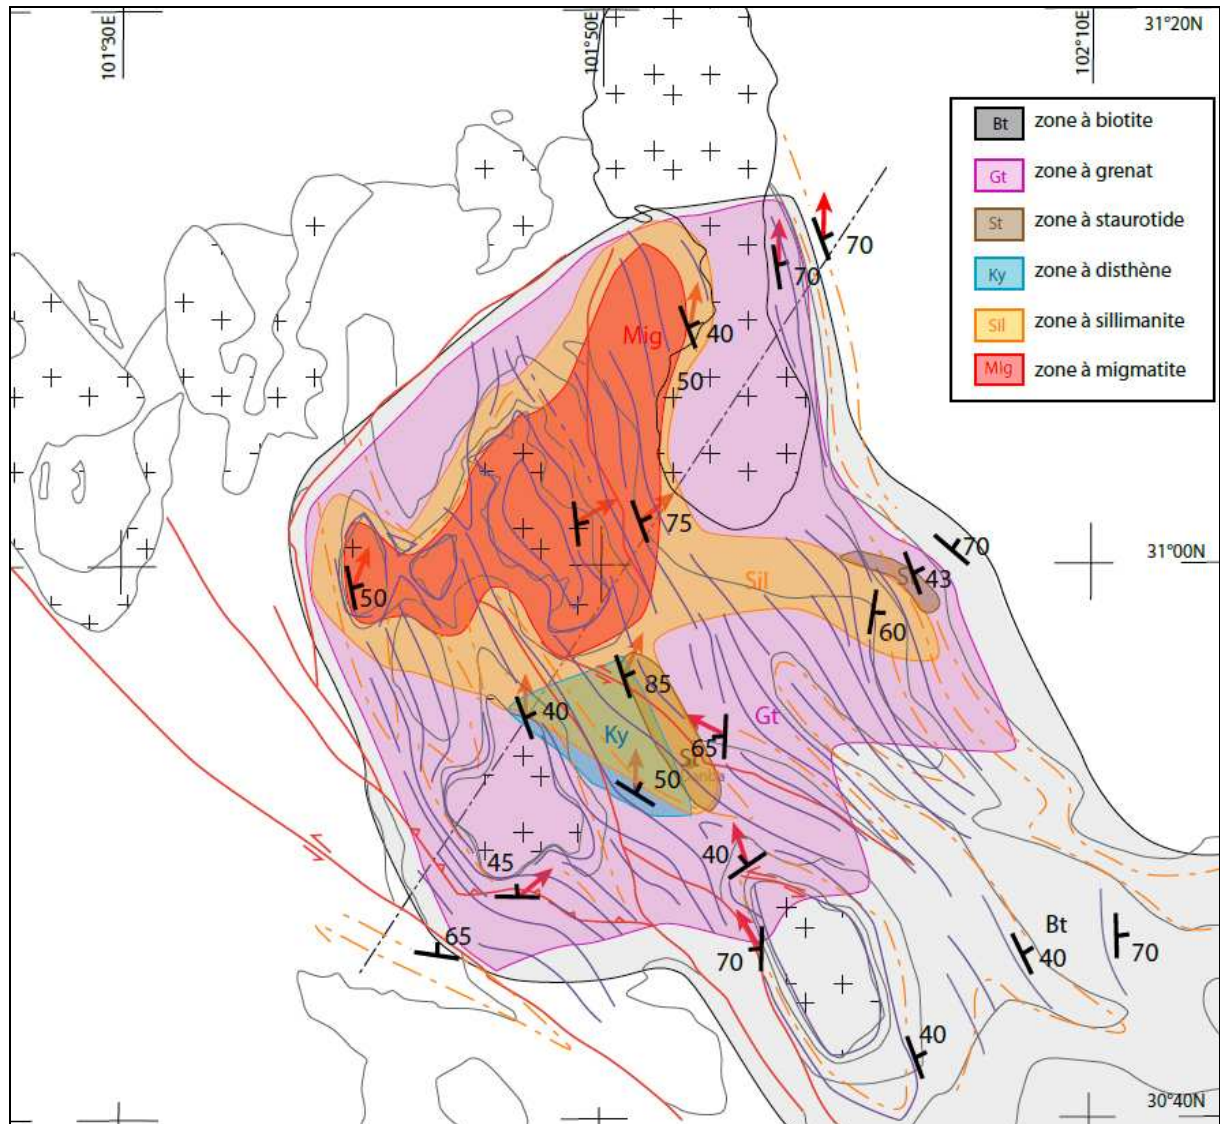 101°30E
101°50E
102°10E
31°20N
Bt zone à biotite
Gt zone à grenat
St zone à staurotide
Ky zone à disthène
Sil zone à sillimanite
Mig zone à migmatite
70
70
Mig
40
50
75
70
31°00N
Sil
43
50
60
85
40
Gt
Ky
65
St
50
40
45
Bt
65
70
40
70
40
30°40N